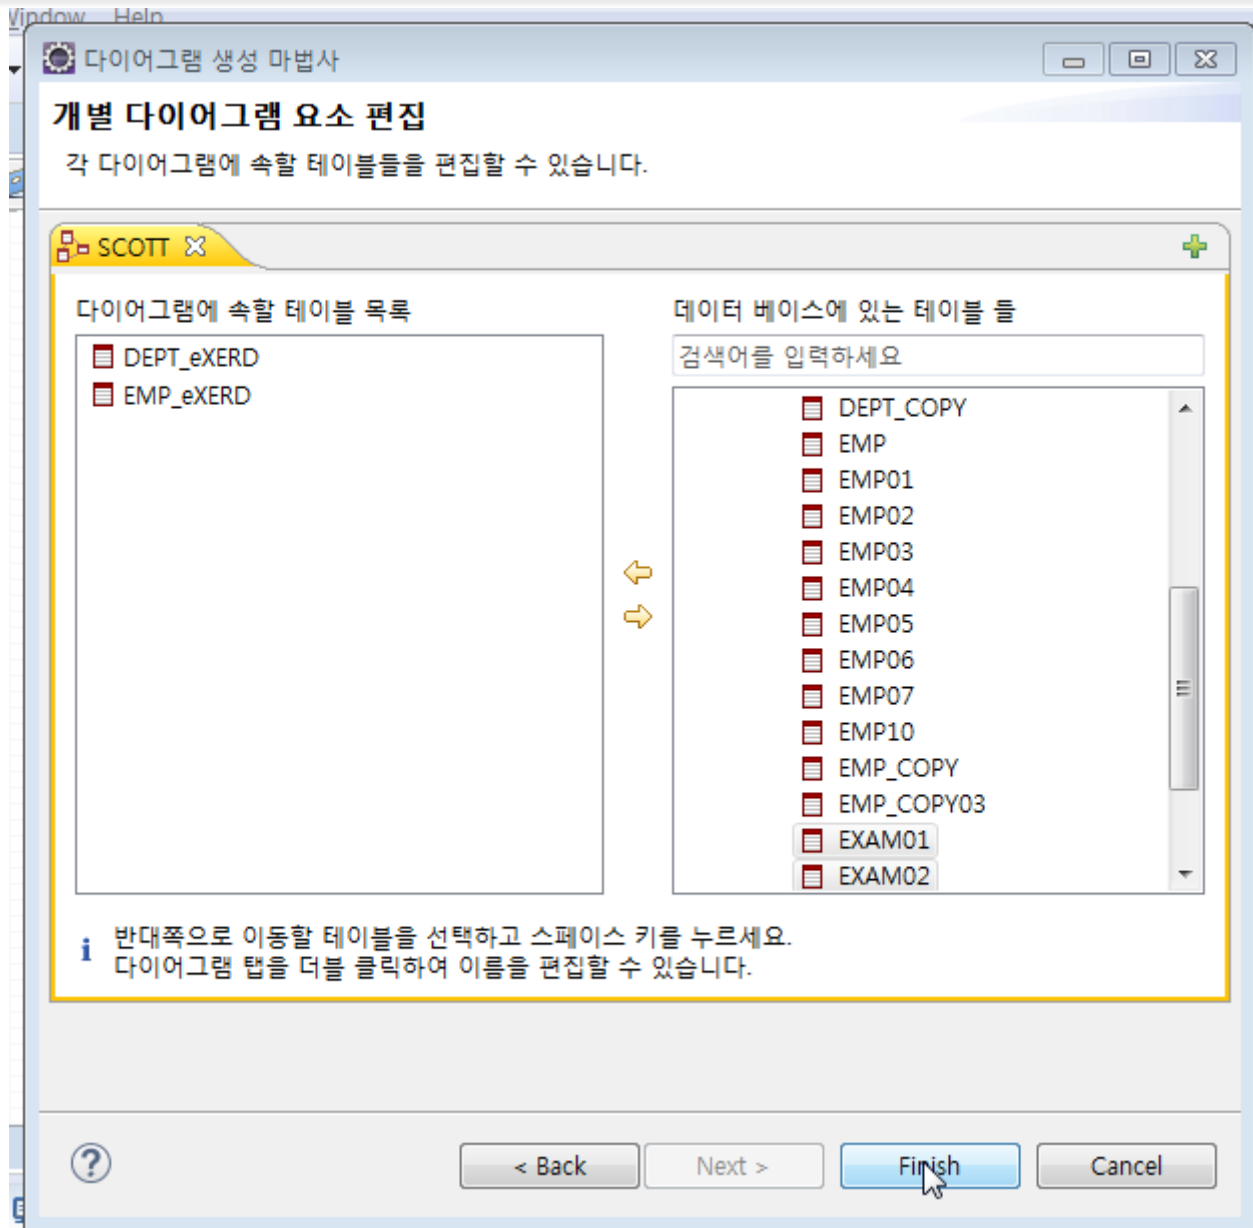 Window Help
다이어그램 생성 마법사
개별 다이어그램 요소 편집
각 다이어그램에 속할 테이블들을 편집할 수 있습니다.
SCOTT
다이어그램에 속할 테이블 목록
DEPT_eXERD
EMP_eXERD
데이터 베이스에 있는 테이블 들
검색어를 입력하세요
DEPT_COPY
EMP
EMP01
EMP02
EMP03
EMP04
EMP05
EMP06
EMP07
EMP10
EMP_COPY
EMP_COPY03
EXAM01
EXAM02
반대쪽으로 이동할 테이블을 선택하고 스페이스 키를 누르세요.
다이어그램 탭을 더블 클릭하여 이름을 편집할 수 있습니다.
< Back
Next >
Finish
Cancel